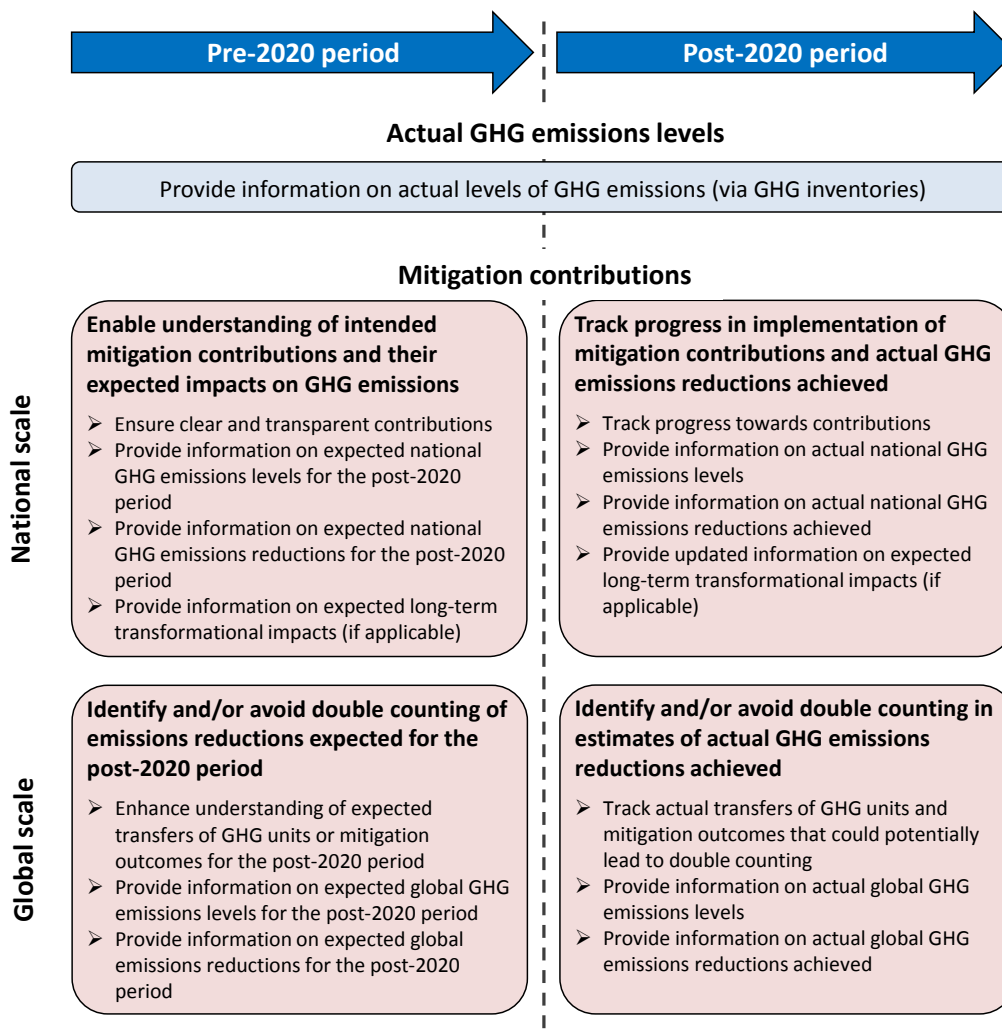 Pre-2020 period
Post-2020 period
Actual GHG emissions levels
Provide information on actual levels of GHG emissions (via GHG inventories)
Mitigation contributions
National scale
Enable understanding of intended
mitigation contributions and their
expected impacts on GHG emissions
➢ Ensure clear and transparent contributions
➢ Provide information on expected national
GHG emissions levels for the post-2020
period
➢ Provide information on expected national
GHG emissions reductions for the post-2020
period
➢ Provide information on expected long-term
transformational impacts (if applicable)
Track progress in implementation of
mitigation contributions and actual GHG
emissions reductions achieved
➢ Track progress towards contributions
➢ Provide information on actual national GHG
emissions levels
➢ Provide information on actual national GHG
emissions reductions achieved
➢ Provide updated information on expected
long-term transformational impacts (if
applicable)
Global scale
Identify and/or avoid double counting of
emissions reductions expected for the
post-2020 period
➢ Enhance understanding of expected
transfers of GHG units or mitigation
outcomes for the post-2020 period
➢ Provide information on expected global GHG
emissions levels for the post-2020 period
➢ Provide information on expected global
emissions reductions for the post-2020
period
Identify and/or avoid double counting in
estimates of actual GHG emissions
reductions achieved
➢ Track actual transfers of GHG units and
mitigation outcomes that could potentially
lead to double counting
➢ Provide information on actual global GHG
emissions levels
➢ Provide information on actual global GHG
emissions reductions achieved